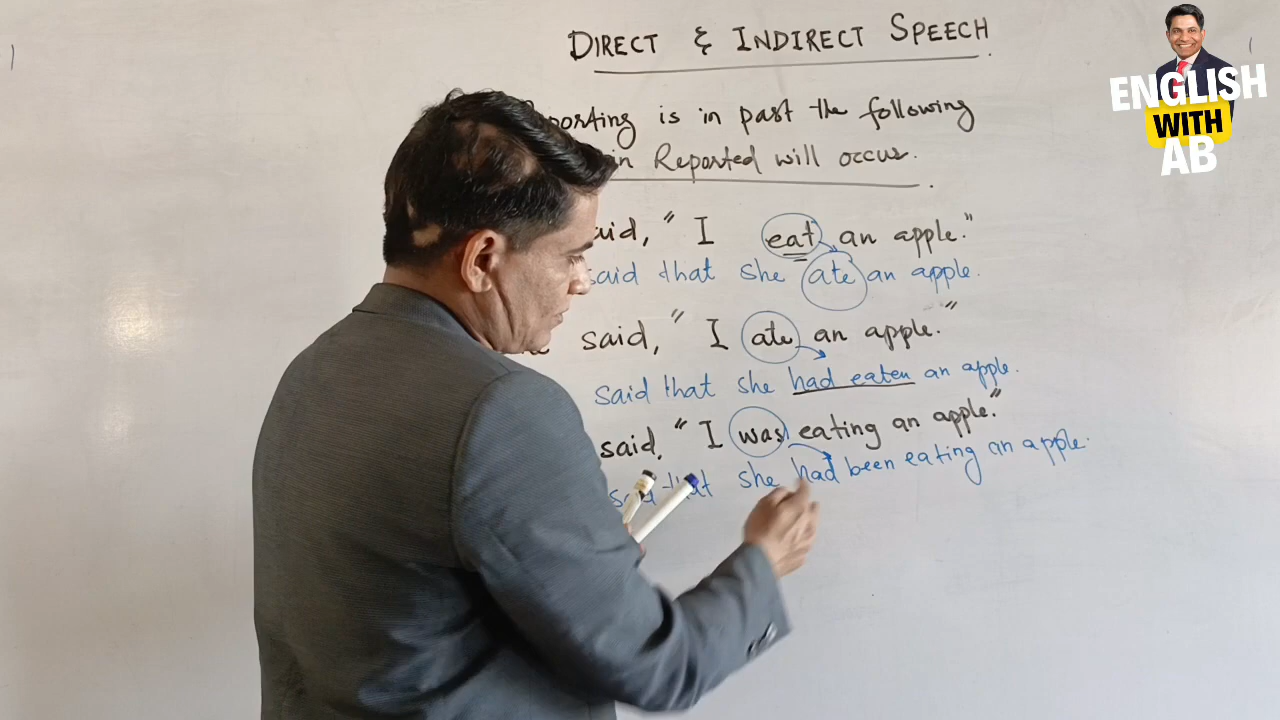 DIRECT & INDIRECT SPEECH.
ENGLISH
WITH
AB
is in past the following
in Reported will occur.
said, " I eat an apple."
said that she ate an apple.
said, " I ate an apple."
said that she had eaten an apple.
said, " I was eating an apple."
she had been eating an apple.